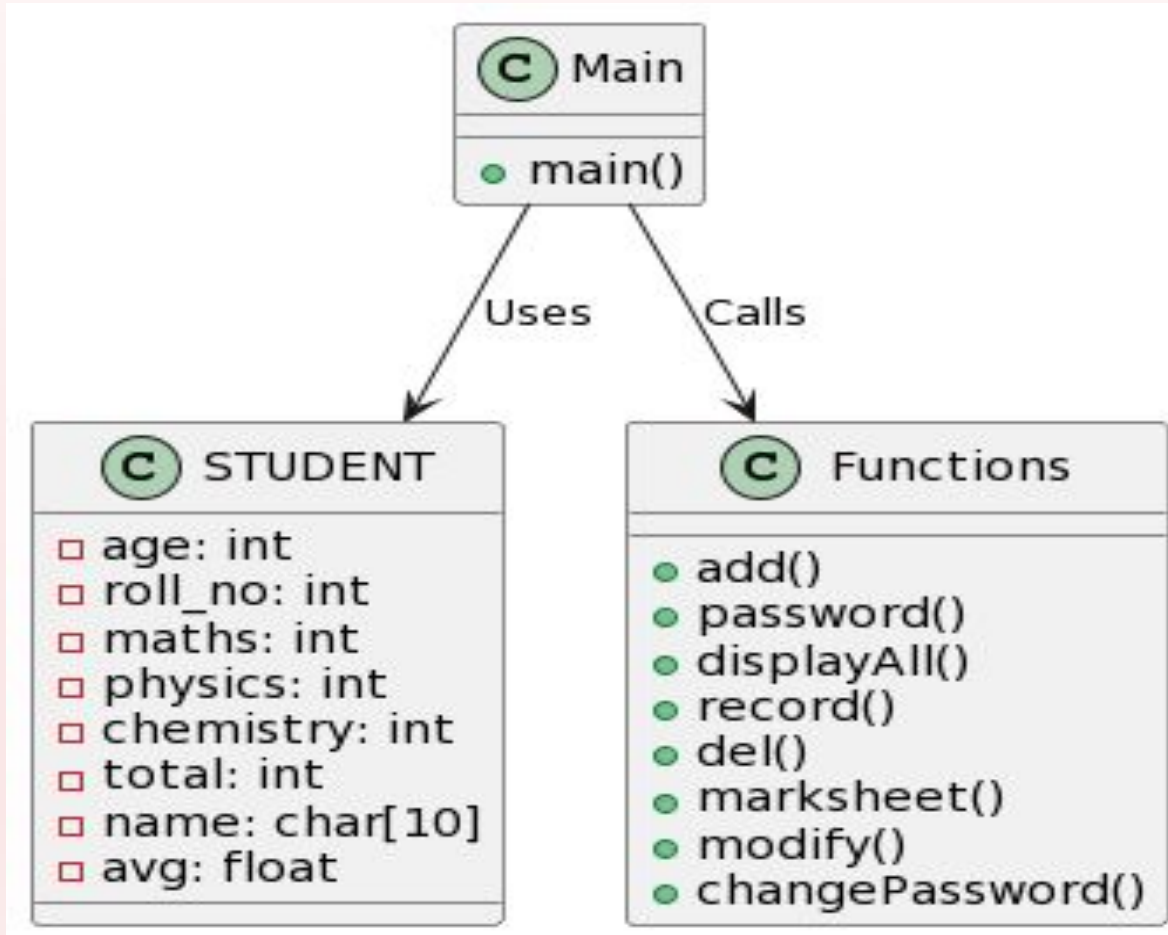 C Main
main()
Uses
Calls
C STUDENT
age: int
roll_no: int
maths: int
physics: int
chemistry: int
total: int
name: char[10]
avg: float
C Functions
add()
password()
displayAll()
record()
del()
marksheet()
modify()
changePassword()